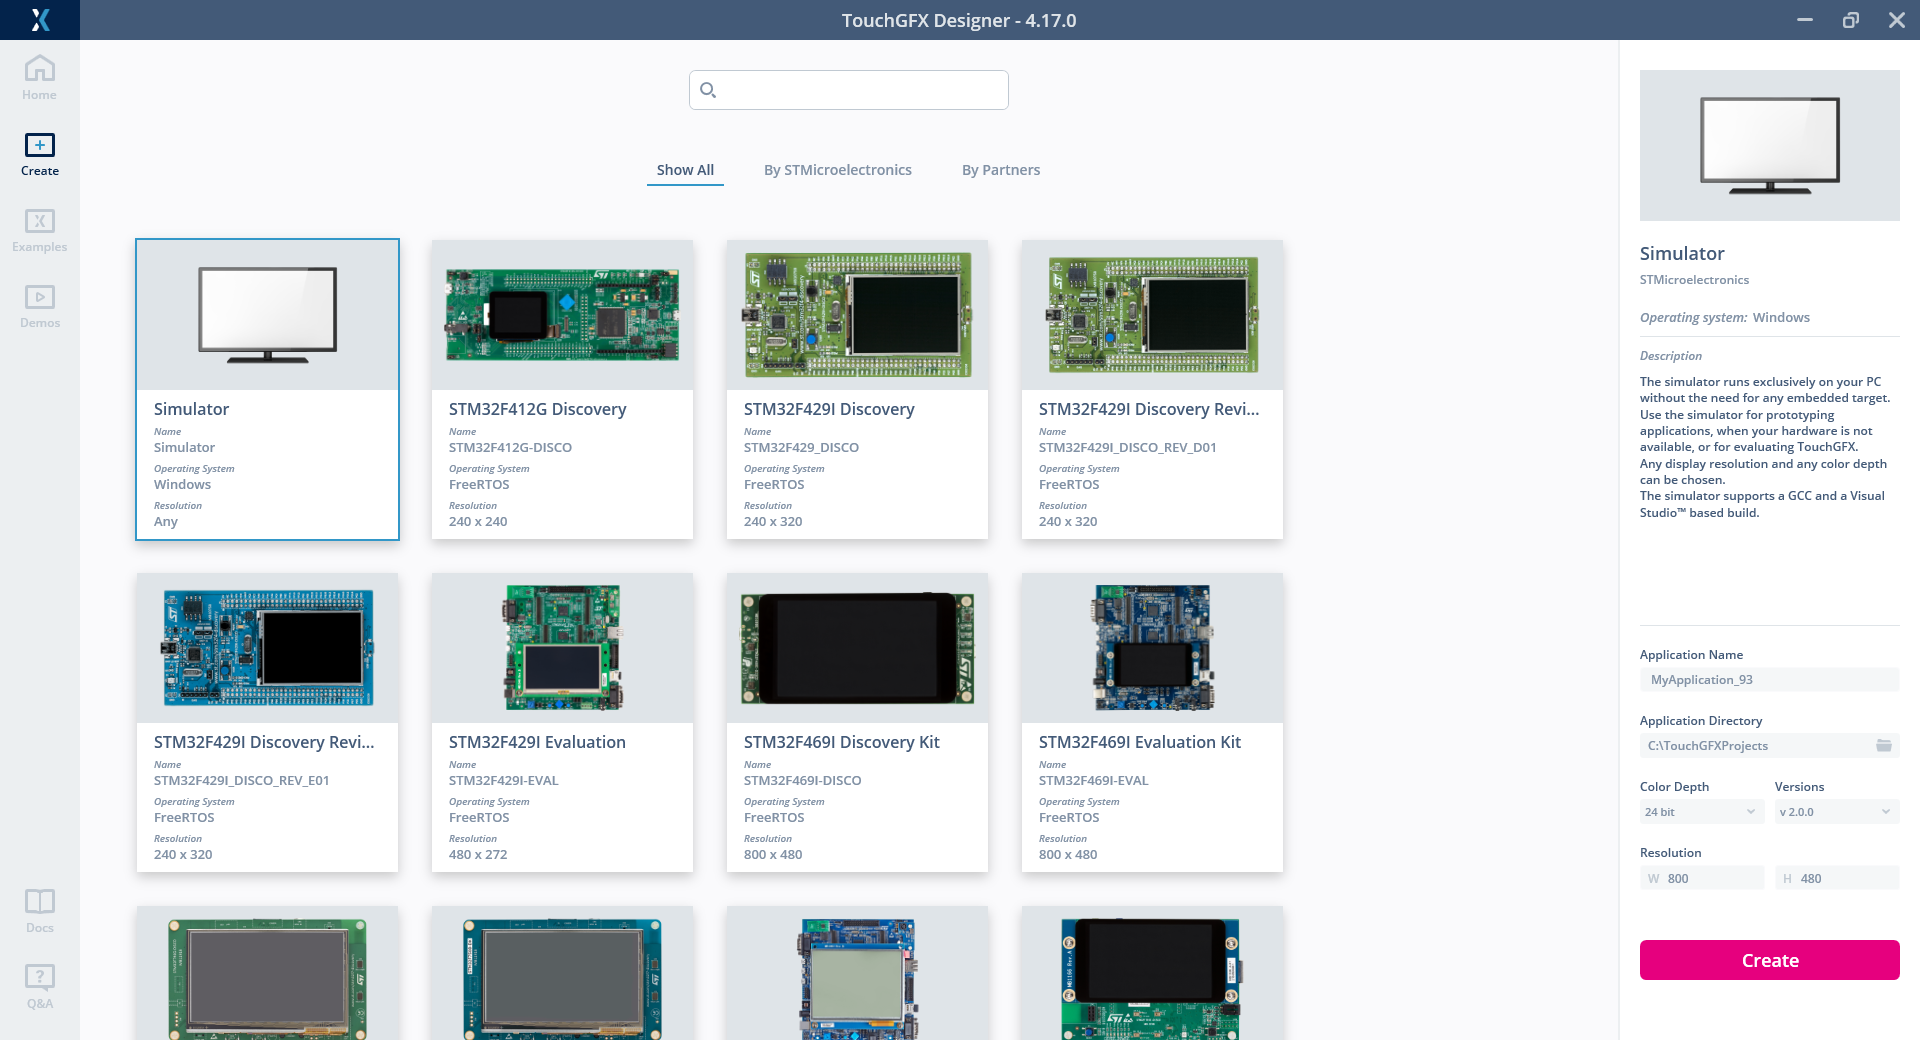 TouchGFX Designer - 4.17.0
Home
Create
Examples
Demos
Docs
Q&A
Show All
By STMicroelectronics
By Partners
Simulator
Name
Simulator
Operating System
Windows
Resolution
Any
STM32F412G Discovery
Name
STM32F412G-DISCO
Operating System
FreeRTOS
Resolution
240 x 240
STM32F429I Discovery
Name
STM32F429_DISCO
Operating System
FreeRTOS
Resolution
240 x 320
STM32F429I Discovery Revi...
Name
STM32F429I_DISCO_REV_D01
Operating System
FreeRTOS
Resolution
240 x 320
STM32F429I Discovery Revi...
Name
STM32F429I_DISCO_REV_E01
Operating System
FreeRTOS
Resolution
240 x 320
STM32F429I Evaluation
Name
STM32F429I-EVAL
Operating System
FreeRTOS
Resolution
480 x 272
STM32F469I Discovery Kit
Name
STM32F469I-DISCO
Operating System
FreeRTOS
Resolution
800 x 480
STM32F469I Evaluation Kit
Name
STM32F469I-EVAL
Operating System
FreeRTOS
Resolution
800 x 480
Simulator
STMicroelectronics
Operating system: Windows
Description
The simulator runs exclusively on your PC
without the need for any embedded target.
Use the simulator for prototyping
applications, when your hardware is not
available, or for evaluating TouchGFX.
Any display resolution and any color depth
can be chosen.
The simulator supports a GCC and a Visual
Studio™ based build.
Application Name
MyApplication_93
Application Directory
C:\TouchGFXProjects
Color Depth
Versions
24 bit
v 2.0.0
Resolution
W 800
H 480
Create